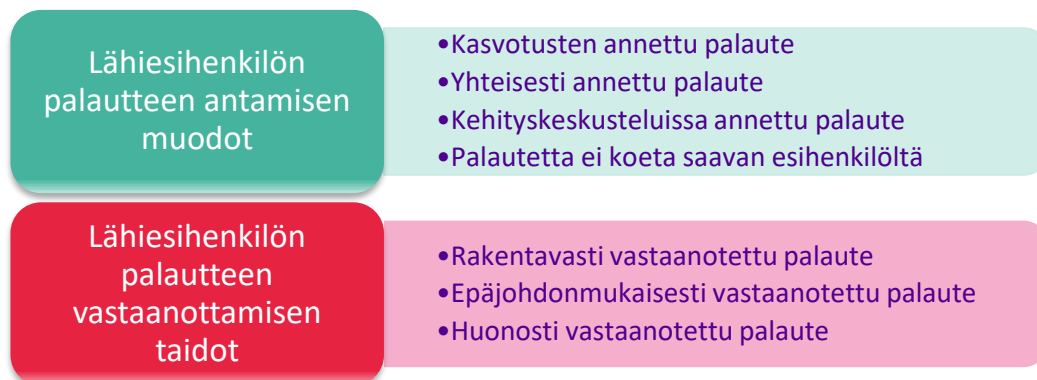 Lähiesihenkilön
palautteen antamisen
muodot
•Kasvotusten annettu palaute
•Yhteisesti annettu palaute
•Kehityskeskusteluissa annettu palaute
•Palautetta ei koeta saavan esihenkilöltä
Lähiesihenkilön
palautteen
vastaanottamisen
taidot
•Rakentavasti vastaanotettu palaute
•Epäjohdonmukaisesti vastaanotettu palaute
•Huonosti vastaanotettu palaute